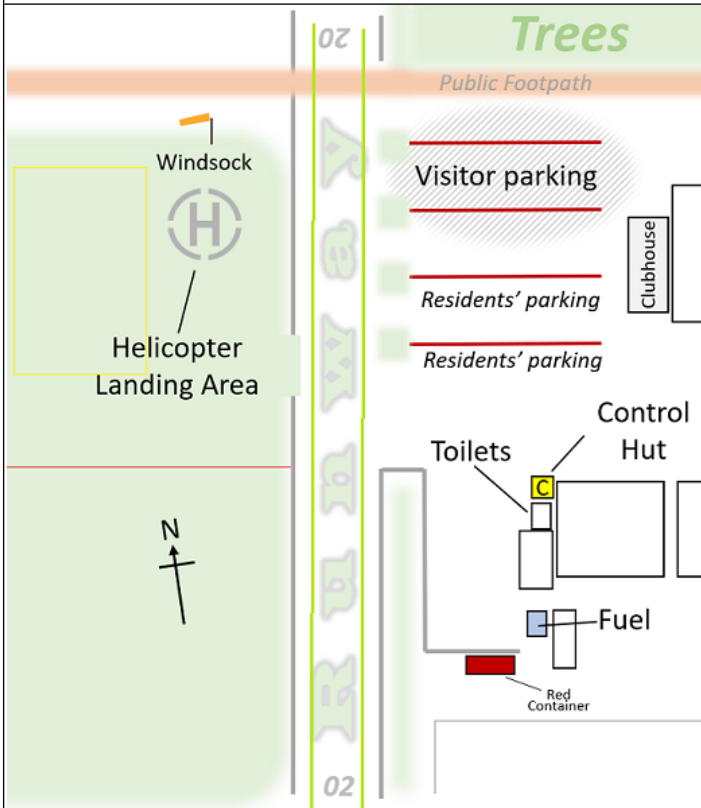 20
Trees
Public Footpath
Windsock
Visitor parking
H
Clubhouse
Residents' parking
Helicopter
Landing Area
Residents' parking
Control
Hut
Toilets
C
N
Runway
Fuel
Red
Container
02